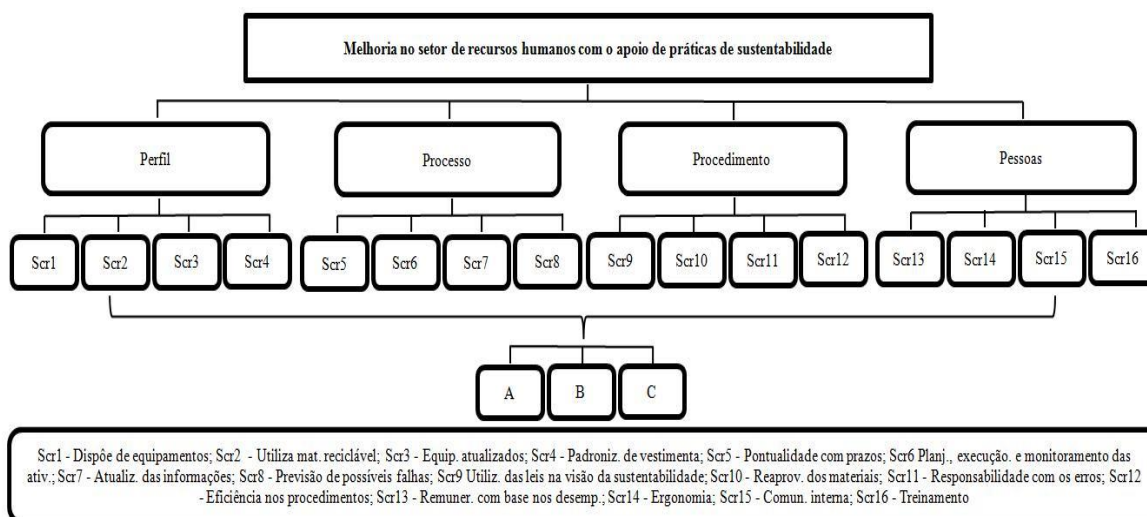 Melhoria no setor de recursos humanos com o apoio de práticas de sustentabilidade
Perfil
Processo
Procedimento
Pessoas
Scr1
Scr2
Scr3
Scr4
Scr5
Scr6
Scr7
Scr8
Scr9
Scr10
Scr11
Scr12
Scr13
Scr14
Scr15
Scr16
A
B
C
Scr1 - Dispõe de equipamentos; Scr2 - Utiliza mat. reciclável; Scr3 - Equip. atualizados; Scr4 - Padroniz. de vestimenta; Scr5 - Pontualidade com prazos; Scr6 Planj., execução. e monitoramento das
ativ.; Scr7 - Atualiz. das informações; Scr8 - Previsão de possíveis falhas; Scr9 Utiliz. das leis na visão da sustentabilidade; Scr10 - Reaprov. dos materiais; Scr11 - Responsabilidade com os erros; Scr12
- Eficiência nos procedimentos; Scr13 - Remuner. com base nos desemp.; Scr14 - Ergonomia; Scr15 - Comun. interna; Scr16 - Treinamento